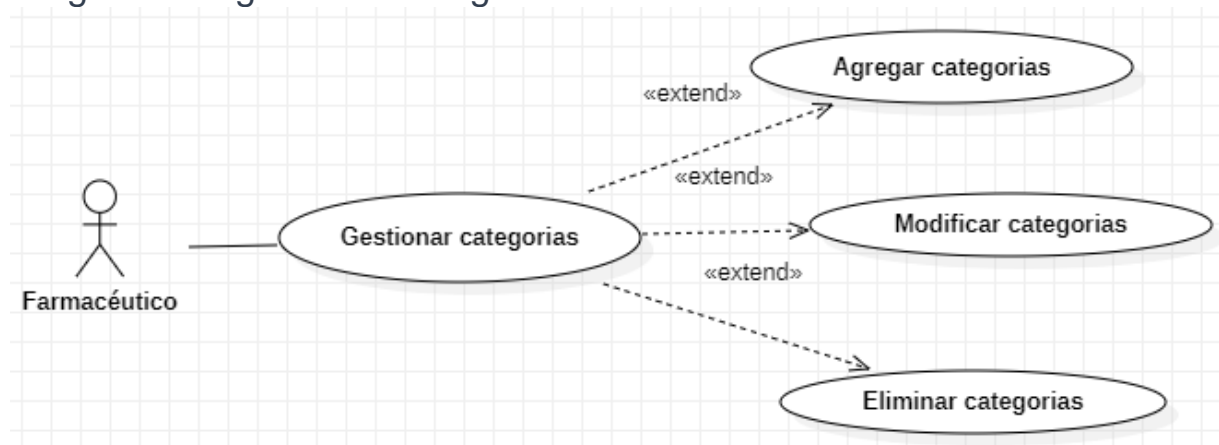 Agregar categorias
«extend»
«extend»
Modificar categorias
Gestionar categorias
«extend»
Farmacéutico
Eliminar categorias